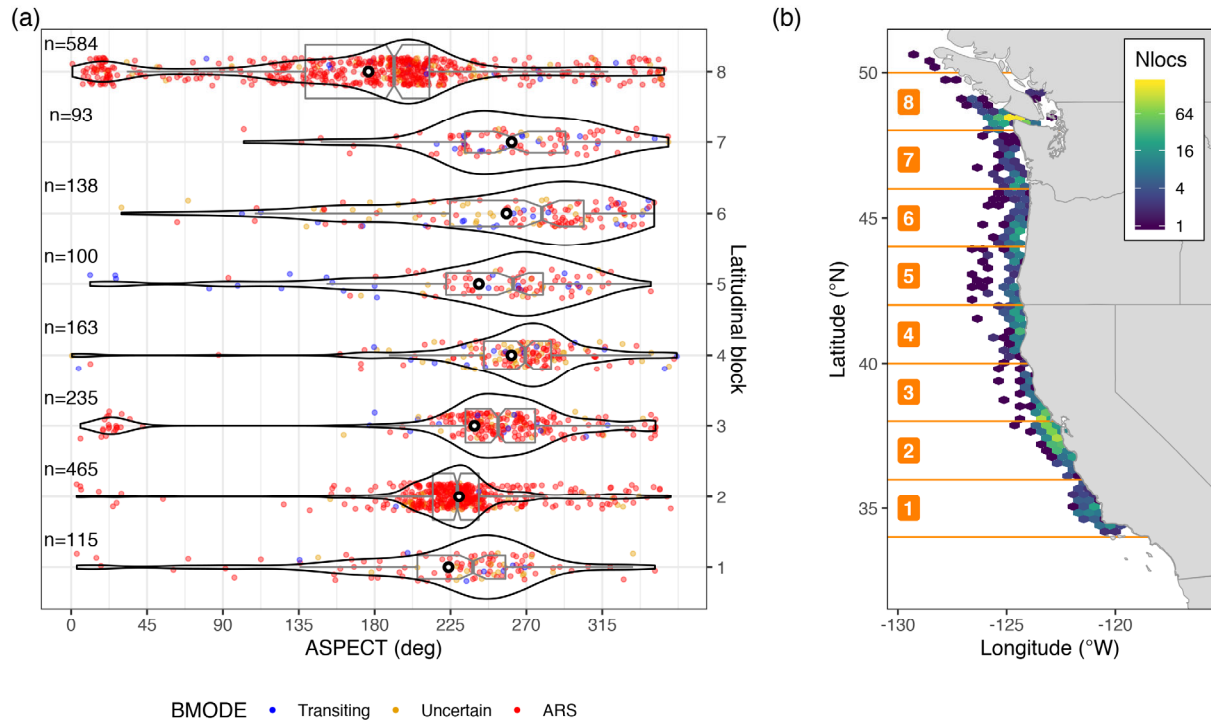 (a)
n=584
8
n=93
7
n=138
6
n=100
5
n=163
4
n=235
3
n=465
2
n=115
1
Latitudinal block
0 45 90 135 180 225 270 315
ASPECT (deg)
BMODE Transiting Uncertain ARS
(b)
Nlocs
64
16
4
1
50
45
40
35
8
7
6
5
4
3
2
1
Latitude (°N)
-130 -125 -120
Longitude (°W)